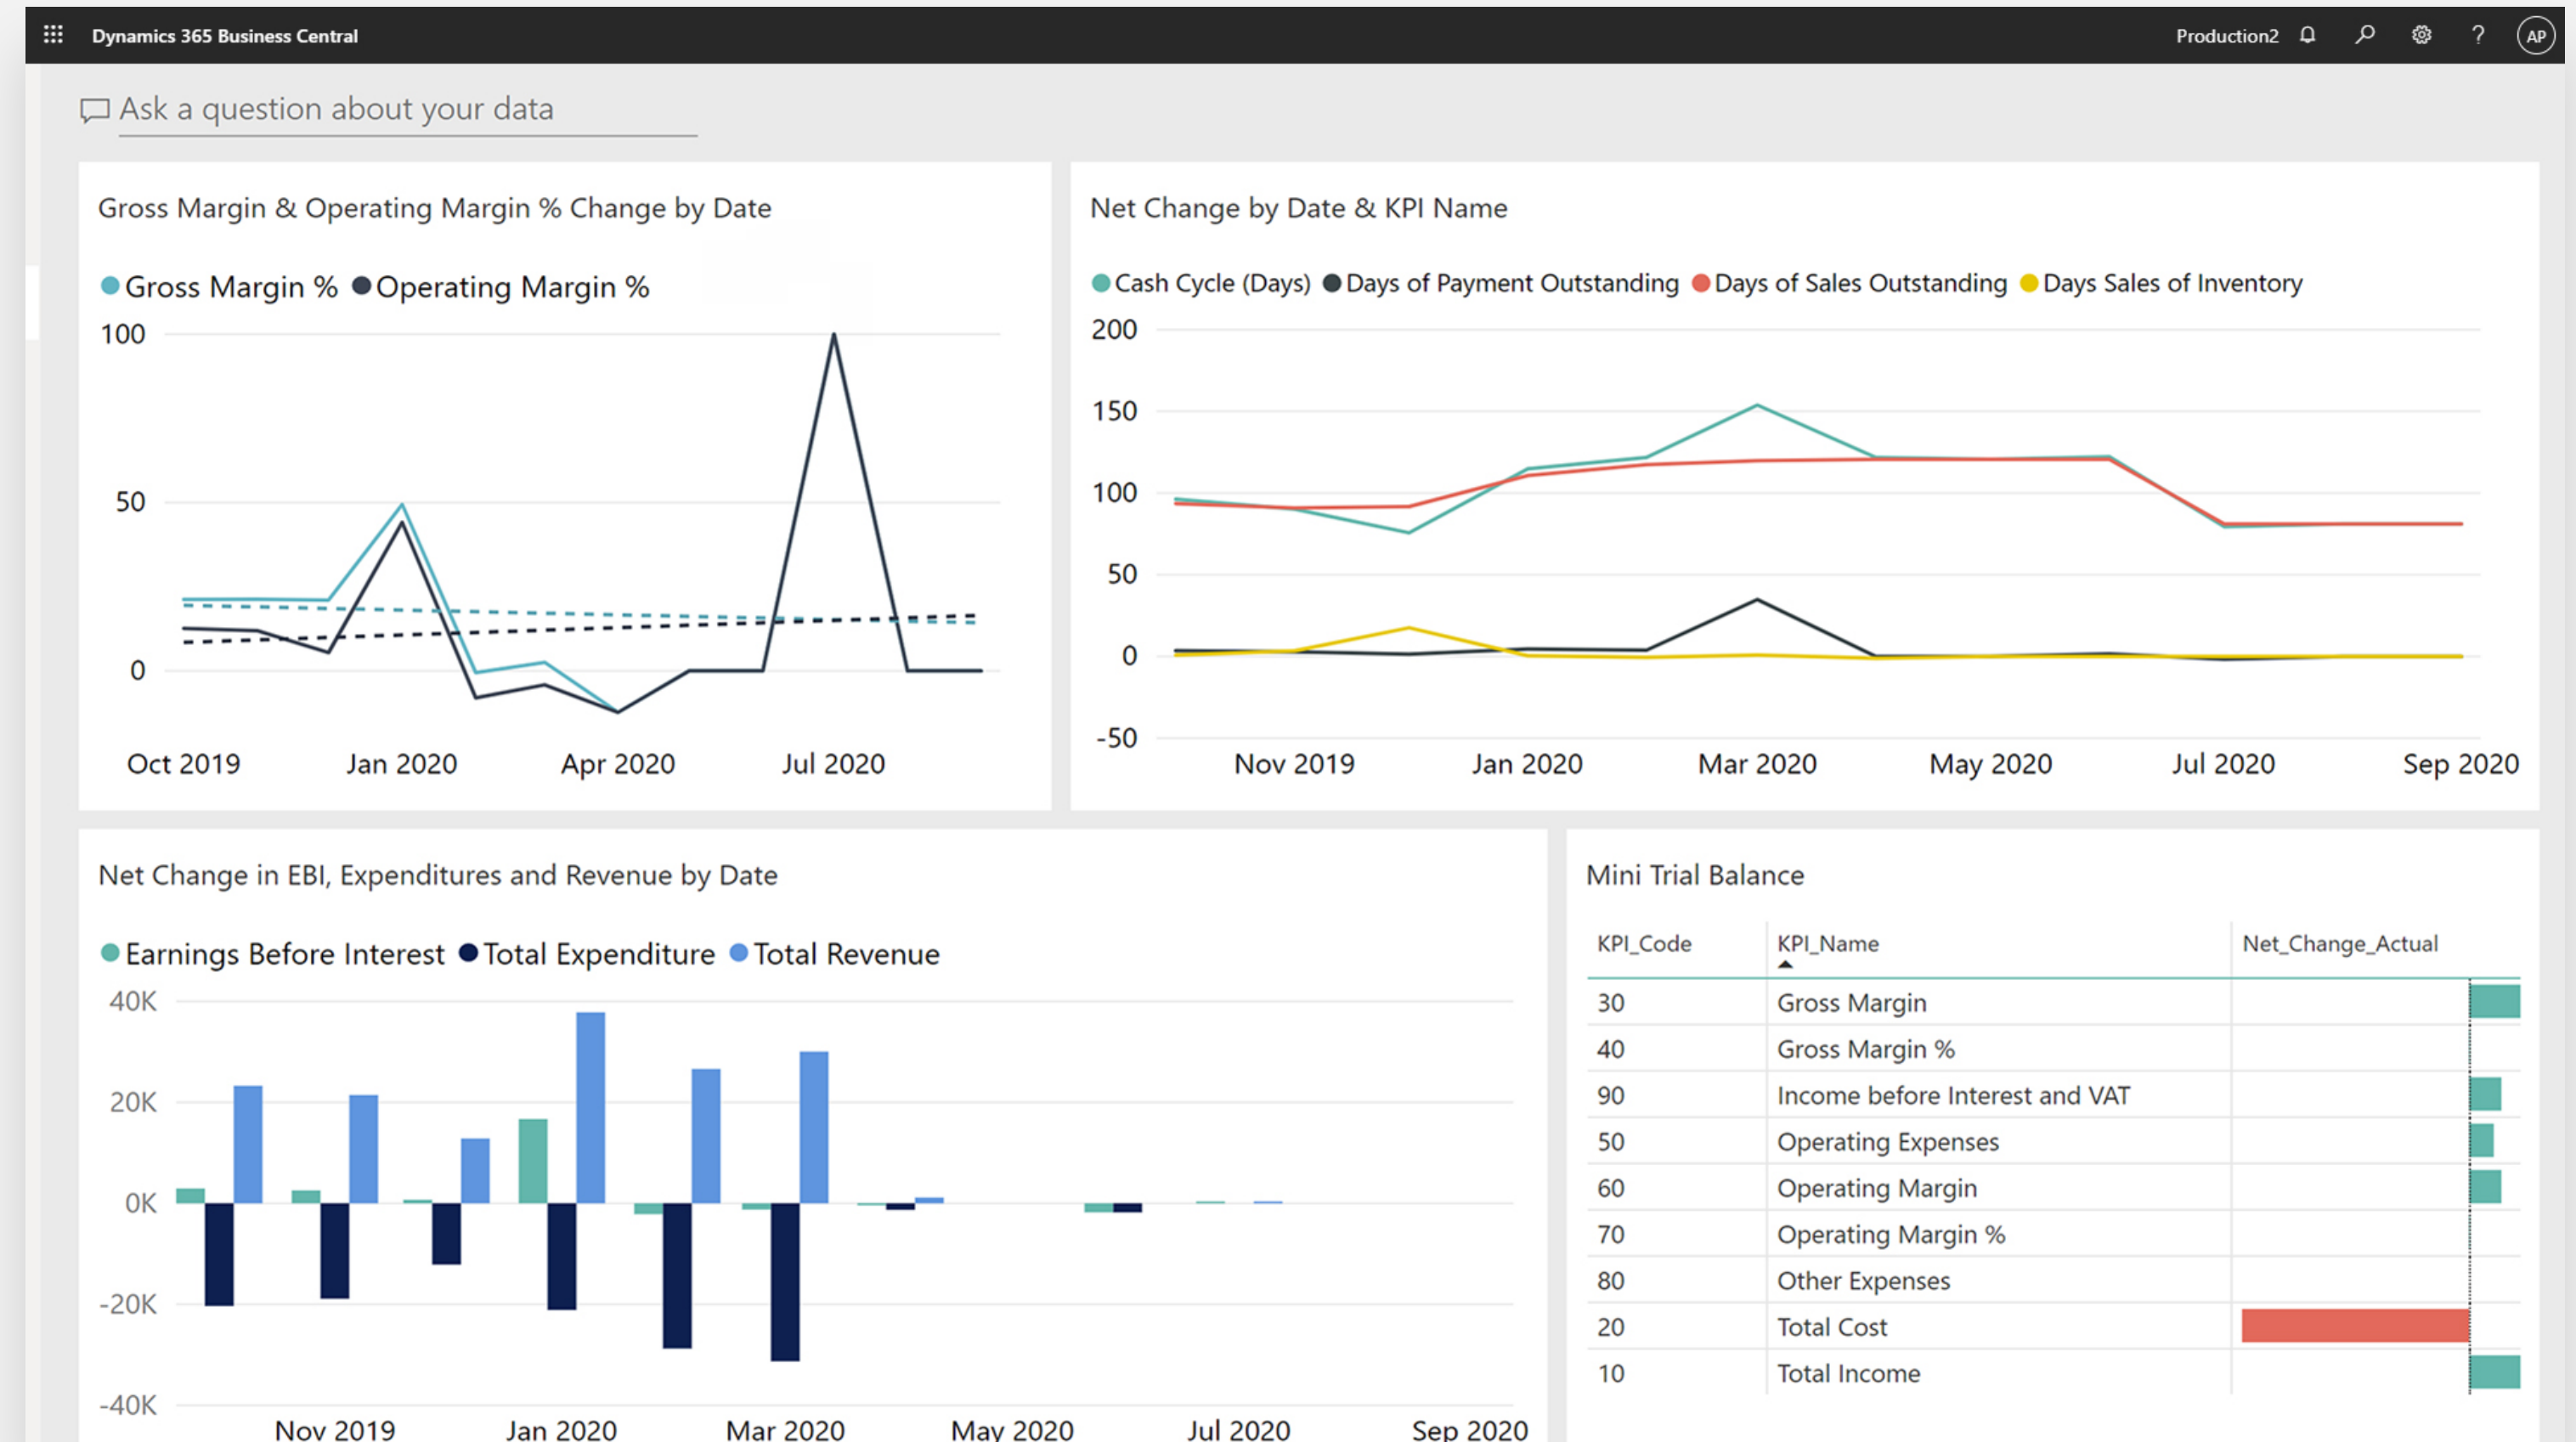 Dynamics 365 Business Central
Production2
?
AP
Ask a question about your data
Gross Margin & Operating Margin % Change by Date
Gross Margin % Operating Margin %
100
50
0
Oct 2019 Jan 2020 Apr 2020 Jul 2020
Net Change by Date & KPI Name
Cash Cycle (Days) Days of Payment Outstanding Days of Sales Outstanding Days Sales of Inventory
200
150
100
50
0
-50
Nov 2019 Jan 2020 Mar 2020 May 2020 Jul 2020 Sep 2020
Net Change in EBI, Expenditures and Revenue by Date
Earnings Before Interest Total Expenditure Total Revenue
40K
20K
0K
-20K
-40K
Nov 2019 Jan 2020 Mar 2020 May 2020 Jul 2020 Sep 2020
Mini Trial Balance
KPI_Code KPI_Name Net_Change_Actual
30 Gross Margin
40 Gross Margin %
90 Income before Interest and VAT
50 Operating Expenses
60 Operating Margin
70 Operating Margin %
80 Other Expenses
20 Total Cost
10 Total Income